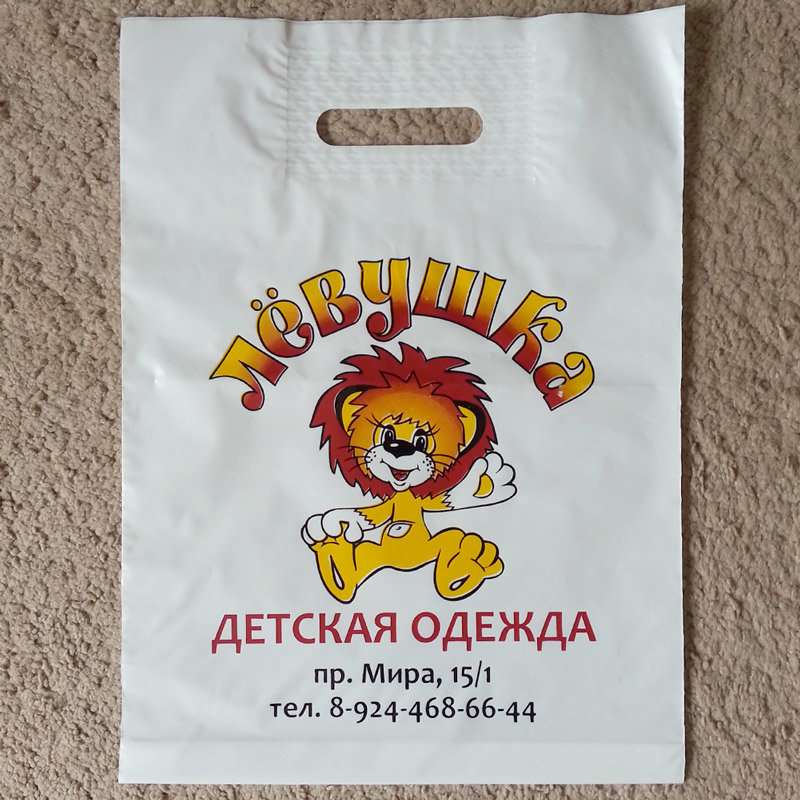 Лёвушка
ДЕТСКАЯ ОДЕЖДА
пр. Мира, 15/1
тел. 8-924-468-66-44